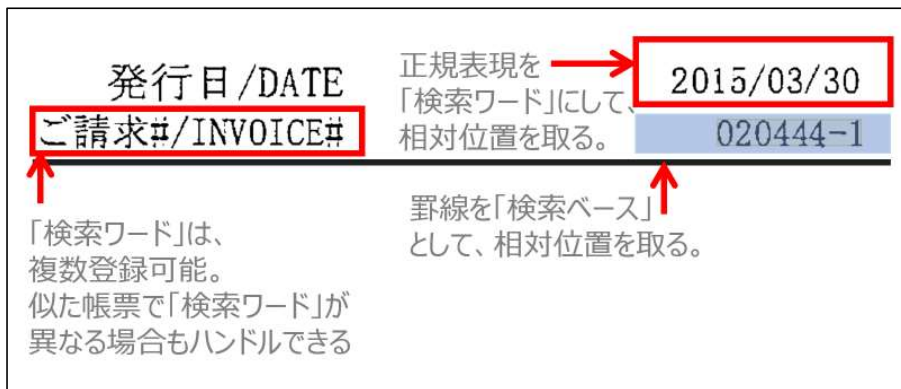 発行日/DATE
正規表現を
2015/03/30
「検索ワード」にして、
ご請求#/INVOICE#
相対位置を取る。
020444-1
罫線を「検索ベース」
として、相対位置を取る。
「検索ワード」は、
複数登録可能。
似た帳票で「検索ワード」が
異なる場合もハンドルできる